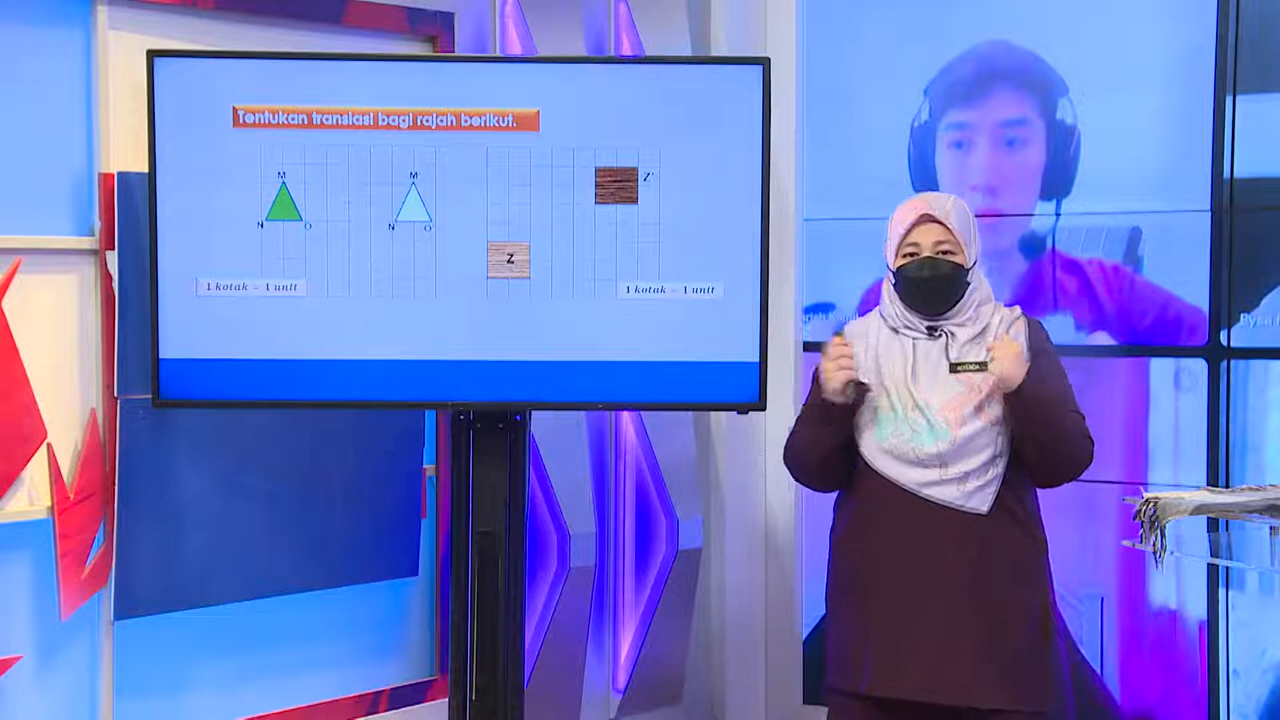 Tentukan translasi bagi rajah berikut.
M
M'
Z'
N
O
N
O'
Z
1 kotak = 1 unit
1 kotak = 1 unit